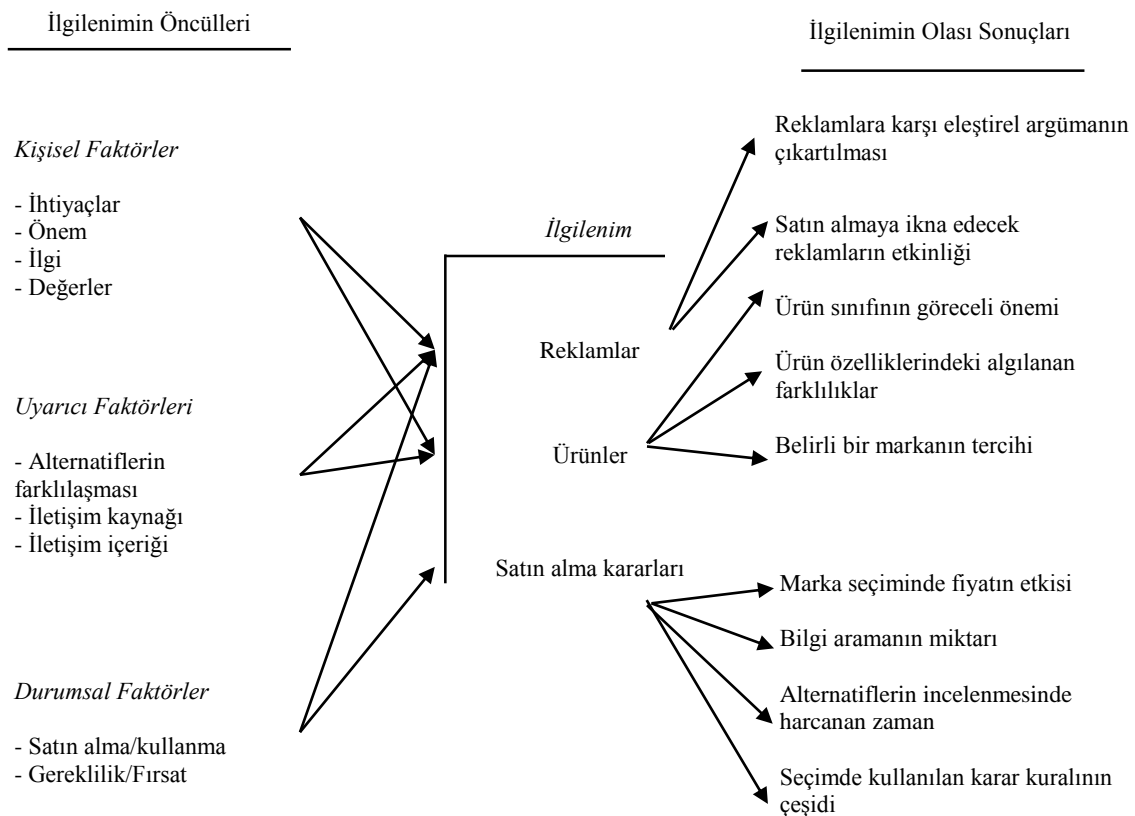 İlgilenimin Öncülleri
Kişisel Faktörler
- İhtiyaçlar
- Önem
- İlgi
- Değerler
Uyarıcı Faktörleri
- Alternatiflerin
farklılaşması
- İletişim kaynağı
- İletişim içeriği
Durumsal Faktörler
- Satın alma/kullanma
- Gereklilik/Fırsat
İlgilenim
Reklamlar
Ürünler
Satın alma kararları
İlgilenimin Olası Sonuçları
Reklamlara karşı eleştirel argümanın
çıkartılması
Satın almaya ikna edecek
reklamların etkinliği
Ürün sınıfının göreceli önemi
Ürün özelliklerindeki algılanan
farklılıklar
Belirli bir markanın tercihi
Marka seçiminde fiyatın etkisi
Bilgi aramanın miktarı
Alternatiflerin incelenmesinde
harcanan zaman
Seçimde kullanılan karar kuralının
çeşidi